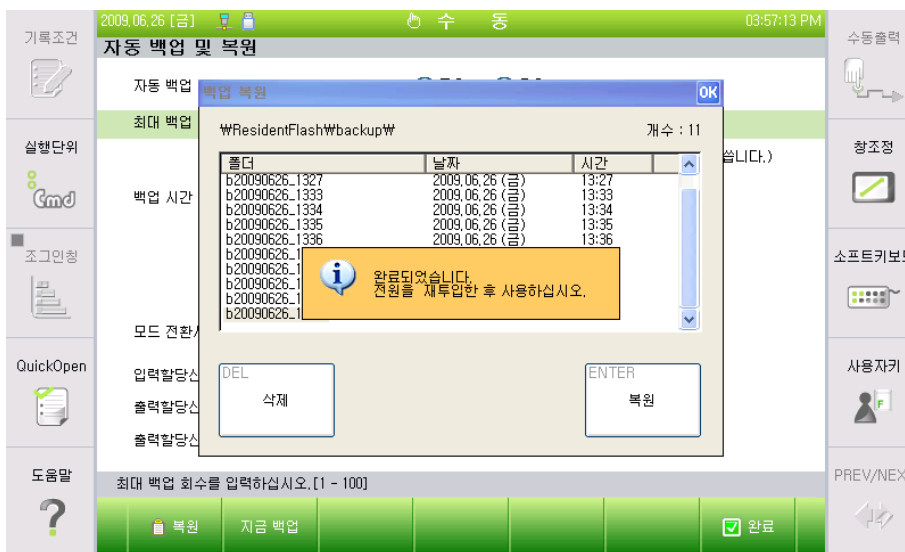 2009,06,26 [금] 수 동 03:57:13 PM
기록조건
실행단위
Cmd
조그인칭
QuickOpen
도움말
자동 백업 및 복원
자동 백업
최대 백업
씁니다.)
백업 시간
모드 전환
입력할당신
출력할당신
출력할당신
백업 복원 OK
₩ResidentFlash₩backup₩ 개수 : 11
폴더 날짜 시간
b20090626_1327 2009,06,26 (금) 13:27
b20090626_1333 2009,06,26 (금) 13:33
b20090626_1334 2009,06,26 (금) 13:34
b20090626_1335 2009,06,26 (금) 13:35
b20090626_1336 2009,06,26 (금) 13:36
b20090626_1
b20090626_1
b20090626_1
b20090626_1
b20090626_1
완료되었습니다.
전원을 재투입한 후 사용하십시오.
DEL
삭제
ENTER
복원
최대 백업 회수를 입력하십시오.[1 - 100]
복원 지금 백업 완료
수동출력
창조정
소프트키보드
사용자키
F
PREV/NEX